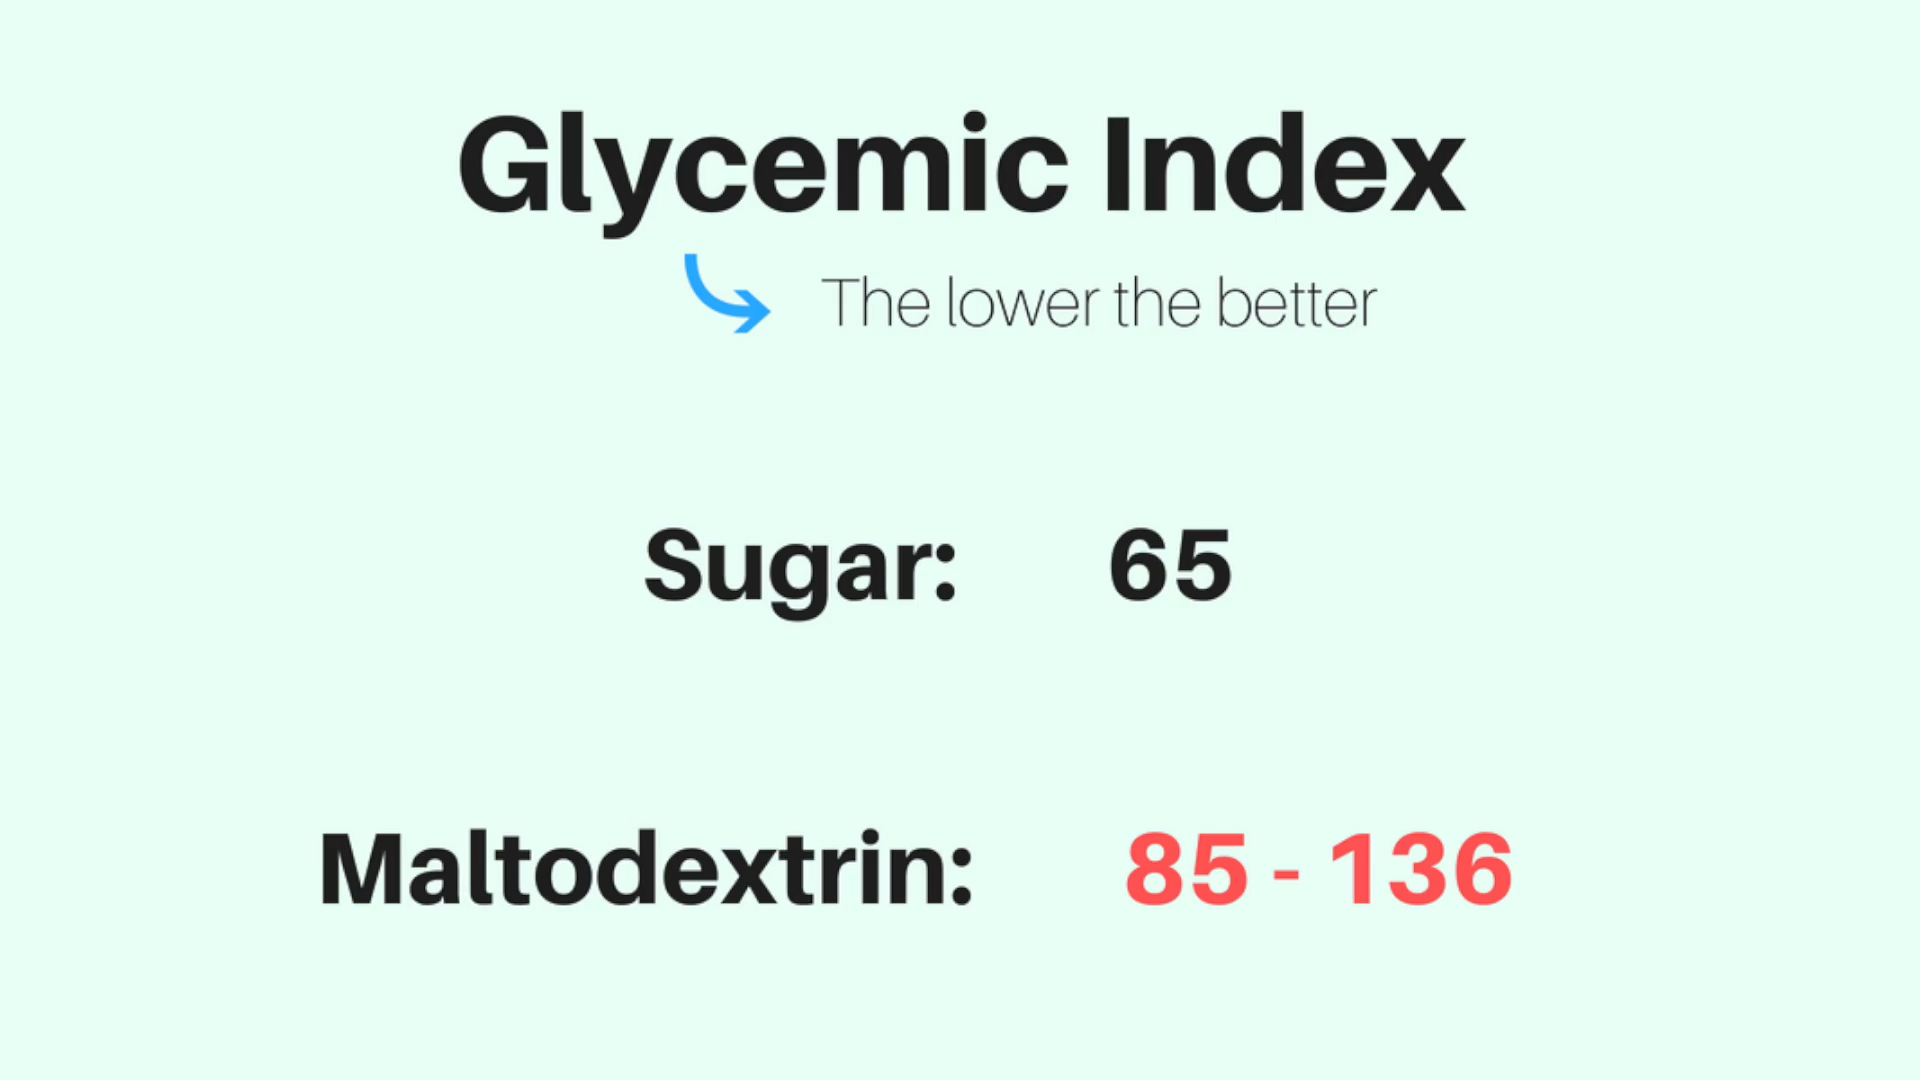 Glycemic Index
The lower the better
Sugar: 65
Maltodextrin: 85 - 136